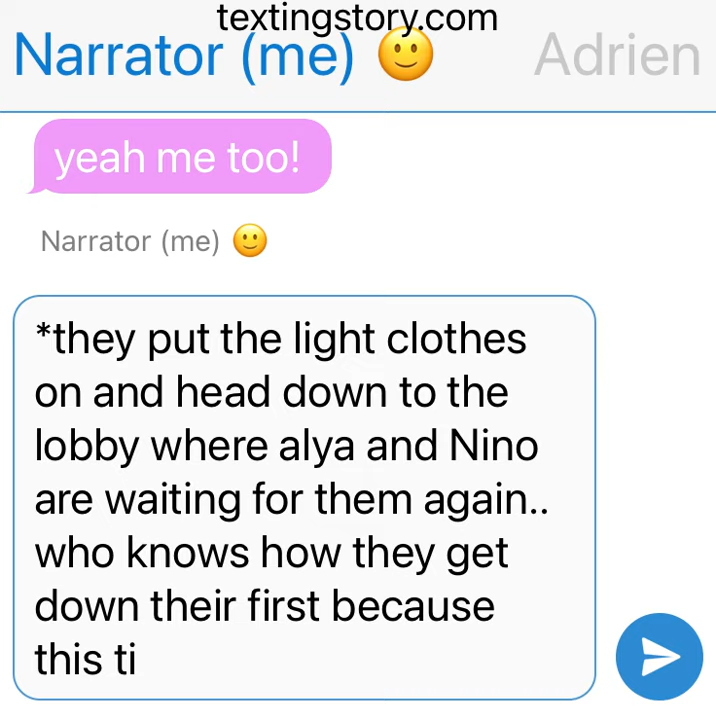 textingstory.com
Narrator (me) 🙂 Adrien
yeah me too!
Narrator (me) 🙂
*they put the light clothes
on and head down to the
lobby where alya and Nino
are waiting for them again..
who knows how they get
down their first because
this ti